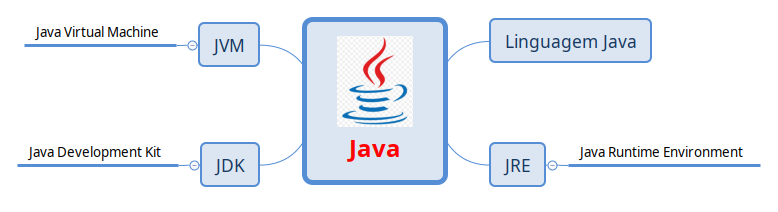 Java Virtual Machine
JVM
Linguagem Java
Java
Java Development Kit
JDK
JRE
Java Runtime Environment